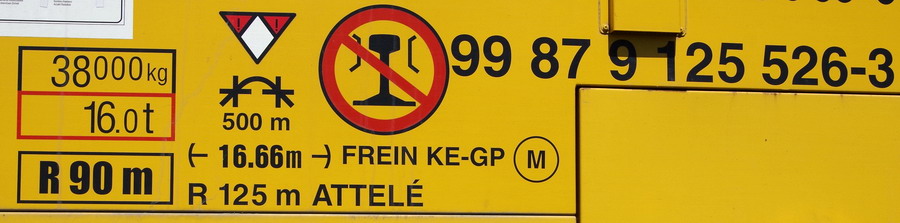 38000kg
16.0t
R 90 m
! !
500 m
(- 16.66m -)
R 125 m ATTELÉ
FREIN KE-GP M
99 87 9 125 526-3